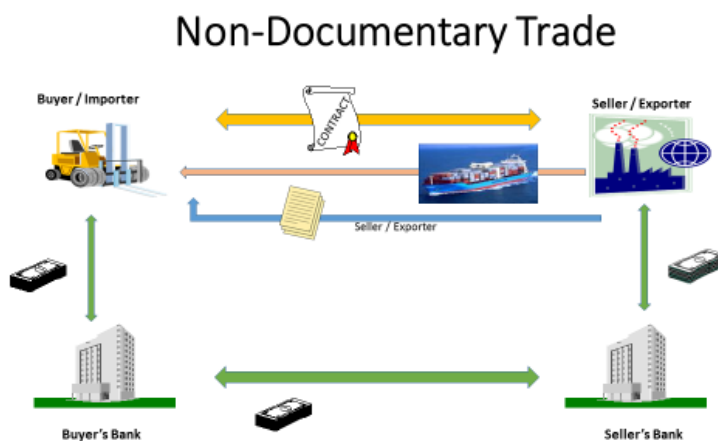 Non-Documentary Trade
Buyer / Importer
Seller / Exporter
CONTRACT
Seller / Exporter
Buyer's Bank
Seller's Bank